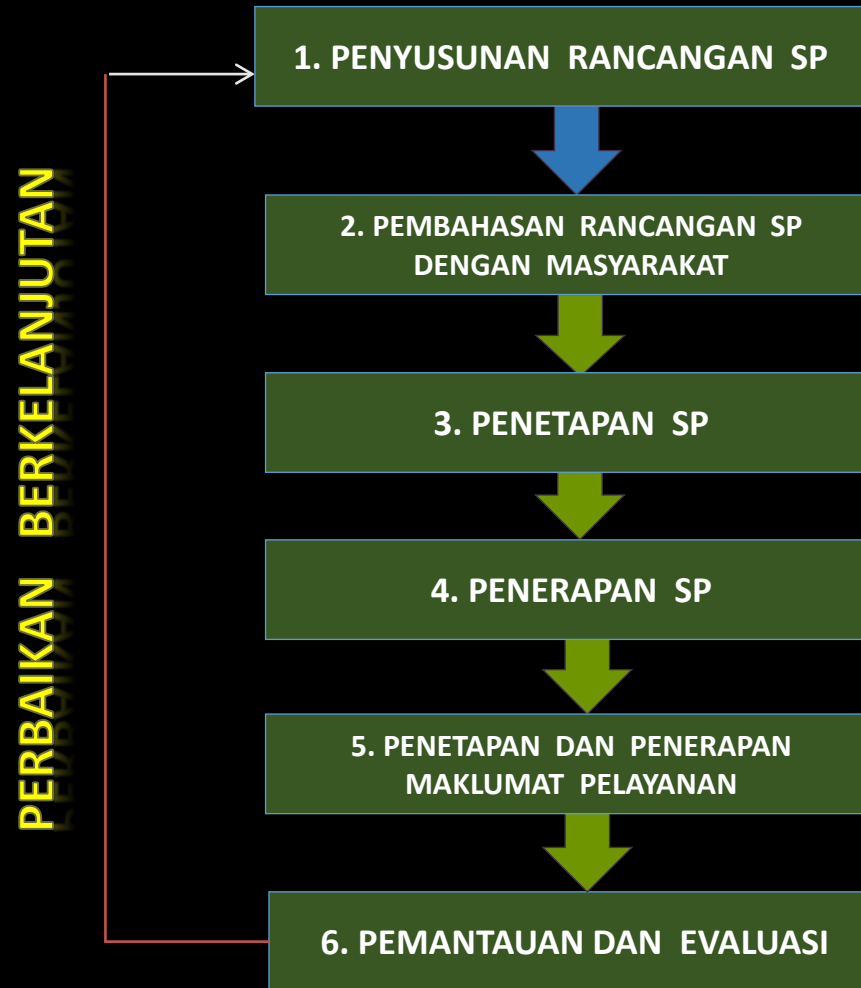 1. PENYUSUNAN RANCANGAN SP
2. PEMBAHASAN RANCANGAN SP
DENGAN MASYARAKAT
3. PENETAPAN SP
4. PENERAPAN SP
5. PENETAPAN DAN PENERAPAN
MAKLUMAT PELAYANAN
6. PEMANTAUAN DAN EVALUASI
PERBAIKAN BERKELANJUTAN